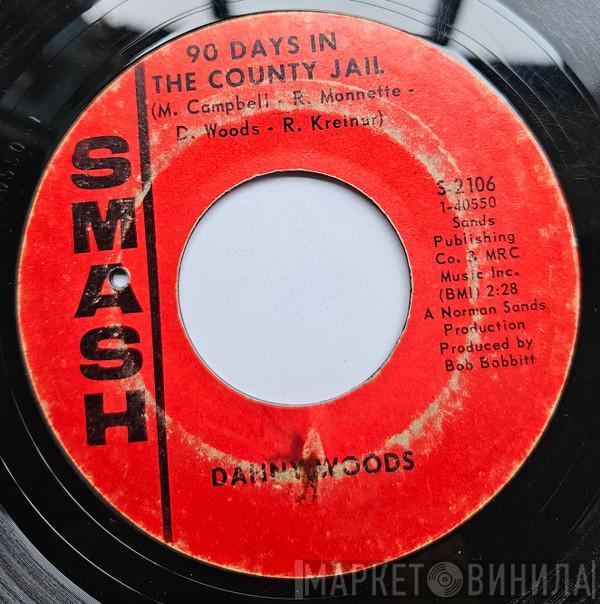 90 DAYS IN
THE COUNTY JAIL
(M. Campbell - R. Monnette -
D. Woods - R. Kreinar)
SMASH
S-2106
1-40550
Sands
Publishing
Co. & MRC
Music Inc.
(BMI) 2:28
A Norman Sands
Production
Produced by
Bob Babbitt
DANNY WOODS
МАРКЕТ ВИНИЛА